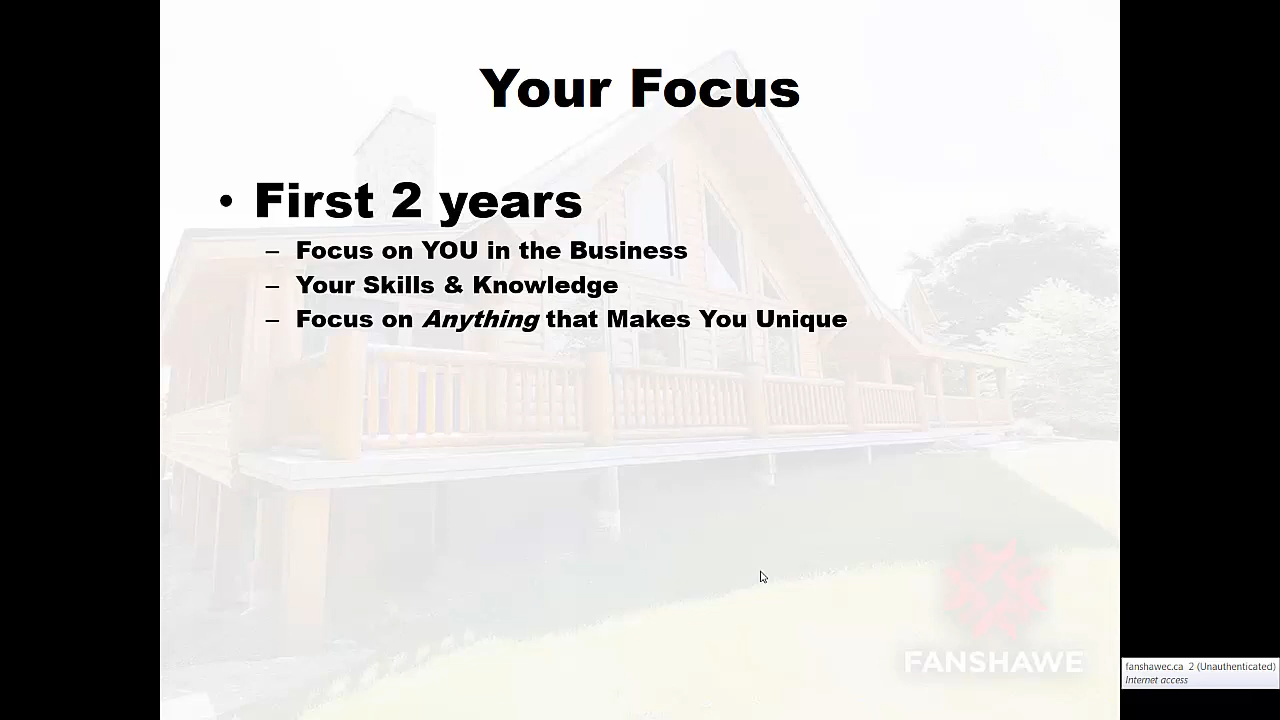 Your Focus
• First 2 years
– Focus on YOU in the Business
– Your Skills & Knowledge
– Focus on Anything that Makes You Unique
FANSHAWE
fanshawec.ca 2 (Unauthenticated)
Internet access